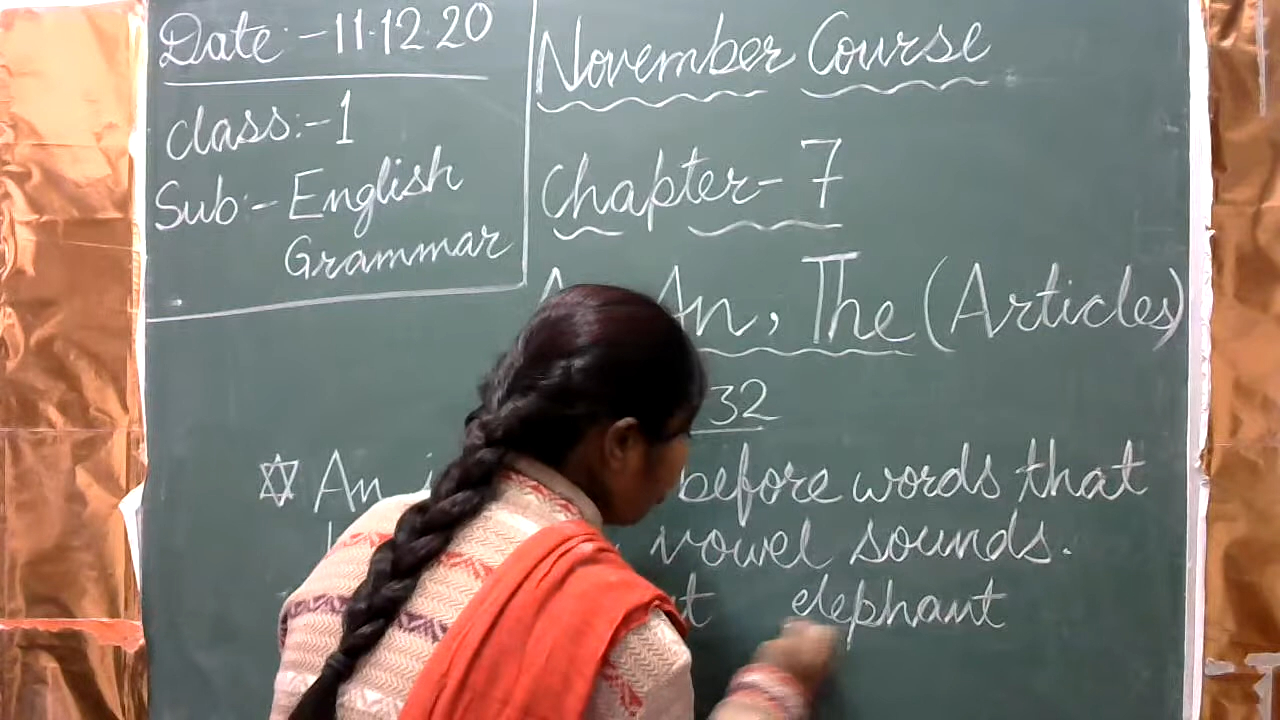 Date :- 11.12.20
Class:- 1
Sub:- English
Grammar
November Course
Chapter - 7
An, The (Articles)
32
An before words that
vowel sounds.
elephant